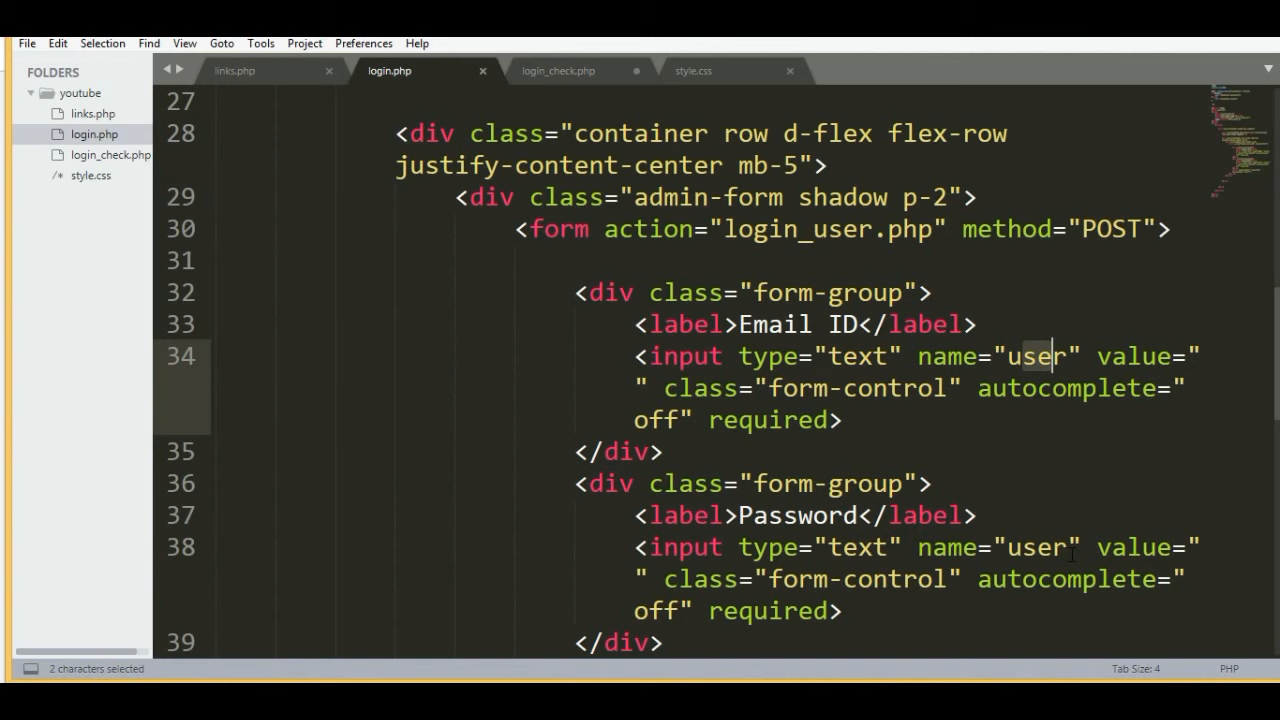 File Edit Selection Find View Goto Tools Project Preferences Help
FOLDERS
youtube
links.php
login.php
login_check.php
style.css
links.php login.php login_check.php style.css
27
28 <div class="container row d-flex flex-row
justify-content-center mb-5">
29 <div class="admin-form shadow p-2">
30 <form action="login_user.php" method="POST">
31
32 <div class="form-group">
33 <label>Email ID</label>
34 <input type="text" name="user" value="
" class="form-control" autocomplete="
off" required>
35 </div>
36 <div class="form-group">
37 <label>Password</label>
38 <input type="text" name="user" value="
" class="form-control" autocomplete="
off" required>
39 </div>
2 characters selected Tab Size: 4 PHP